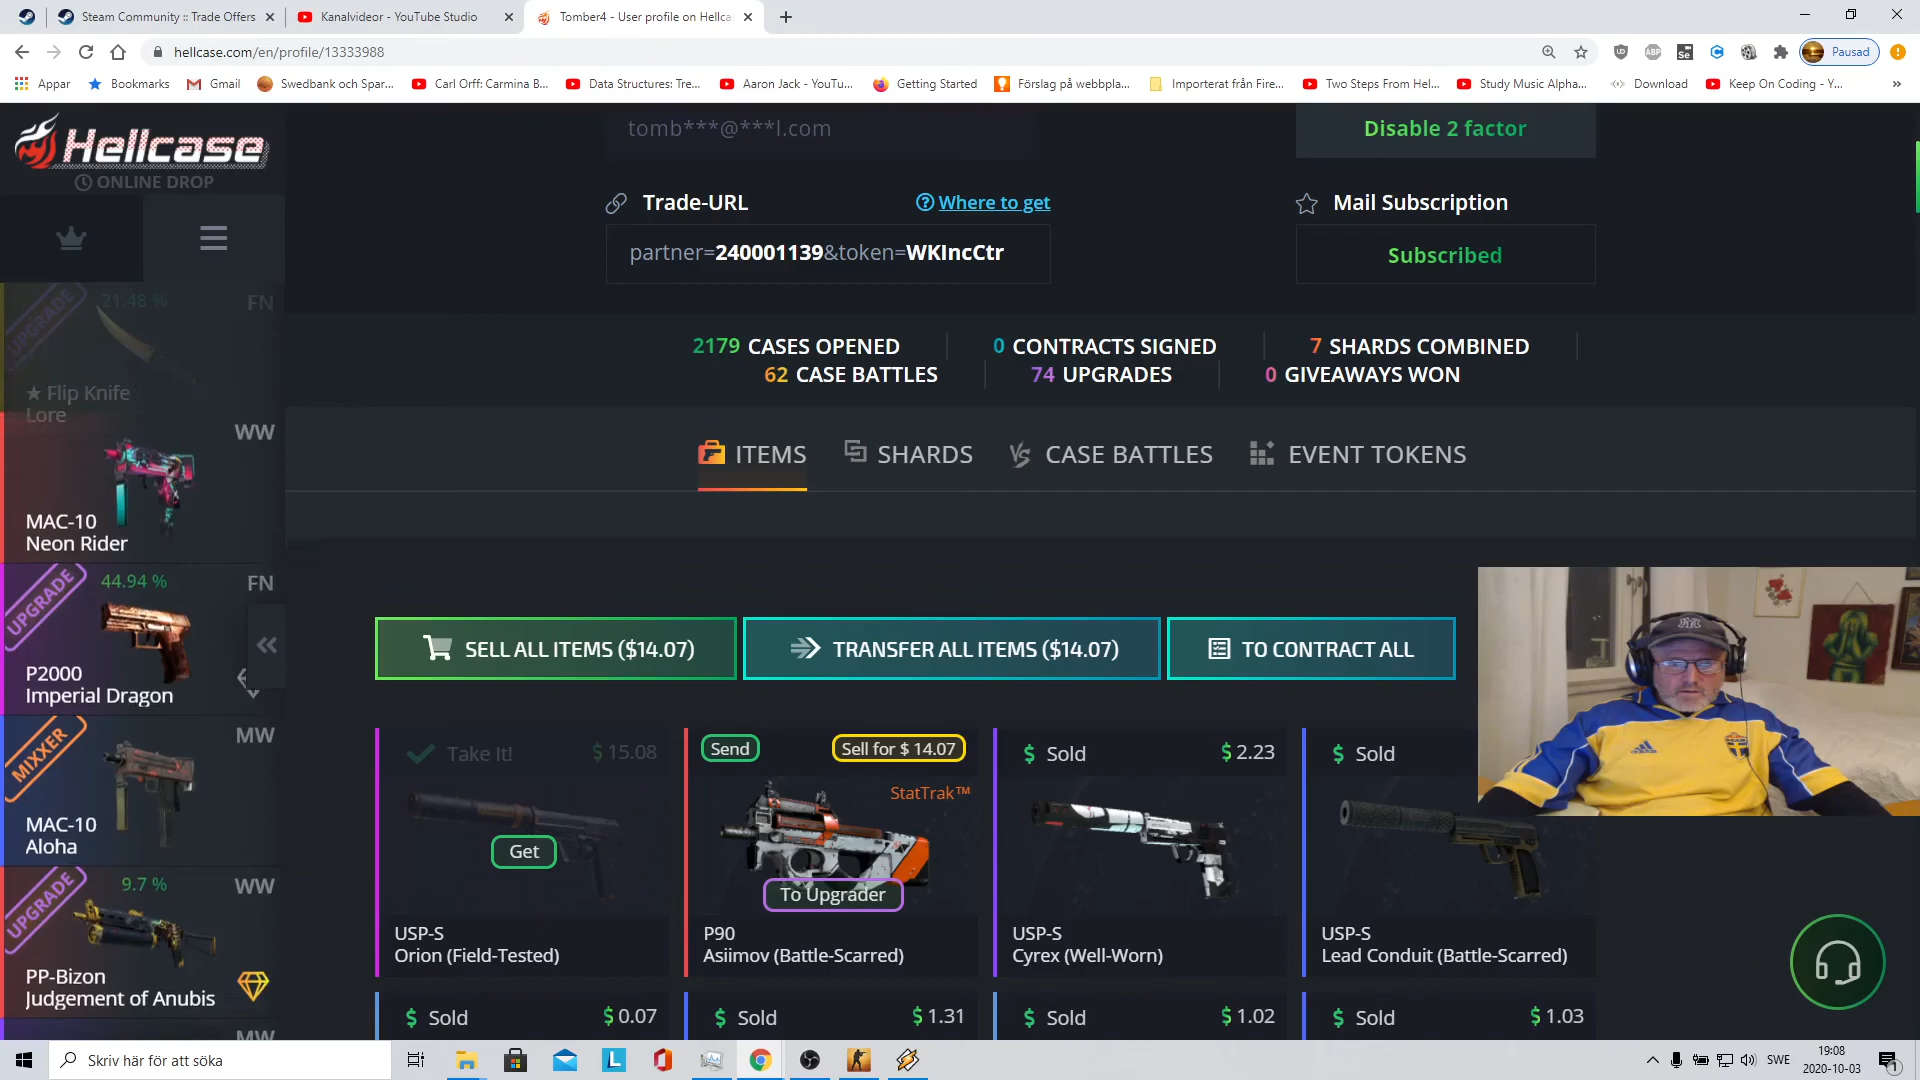 Steam Community :: Trade Offers
Kanalvideor - YouTube Studio
Tomber4 - User profile on Hellca
hellcase.com/en/profile/13333988
Pausad
Appar
Bookmarks
Gmail
Swedbank och Spar...
Carl Orff: Carmina B...
Data Structures: Tre...
Aaron Jack - YouTu...
Getting Started
Förslag på webbpla...
Importerat från Fire...
Two Steps From Hel...
Study Music Alpha...
Download
Keep On Coding - Y...
Hellcase
ONLINE DROP
tomb***@***l.com
Disable 2 factor
Trade-URL
Where to get
Mail Subscription
partner=240001139&token=WKIncCtr
Subscribed
2179 CASES OPENED
0 CONTRACTS SIGNED
7 SHARDS COMBINED
62 CASE BATTLES
74 UPGRADES
0 GIVEAWAYS WON
ITEMS
SHARDS
CASE BATTLES
EVENT TOKENS
UPGRADE
21.48 %
FN
★ Flip Knife
Lore
WW
MAC-10
Neon Rider
UPGRADE
44.94 %
FN
P2000
Imperial Dragon
MIXXER
MW
MAC-10
Aloha
UPGRADE
9.7 %
WW
PP-Bizon
Judgement of Anubis
MW
SELL ALL ITEMS ($14.07)
TRANSFER ALL ITEMS ($14.07)
TO CONTRACT ALL
Take It!
$ 15.08
Get
USP-S
Orion (Field-Tested)
Send
Sell for $ 14.07
StatTrak™
To Upgrader
P90
Asiimov (Battle-Scarred)
$ Sold
$ 2.23
USP-S
Cyrex (Well-Worn)
$ Sold
USP-S
Lead Conduit (Battle-Scarred)
$ Sold
$ 0.07
$ Sold
$ 1.31
$ Sold
$ 1.02
$ Sold
$ 1.03
Skriv här för att söka
SWE
19:08
2020-10-03